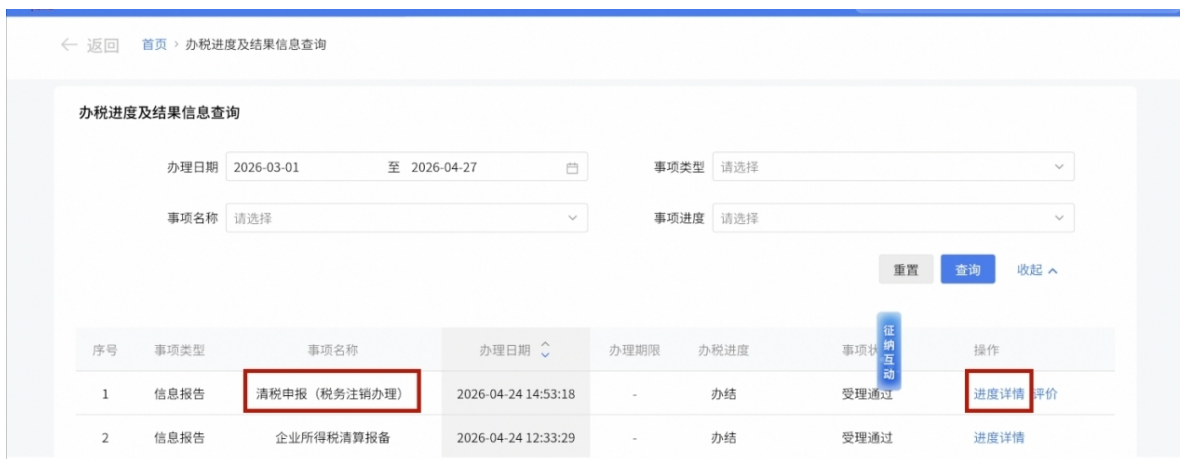 ← 返回 首页 > 办税进度及结果信息查询
办税进度及结果信息查询
办理日期 2026-03-01 至 2026-04-27 事项类型 请选择
事项名称 请选择 事项进度 请选择
重置 查询 收起
征纳互动
序号 事项类型 事项名称 办理日期 办理期限 办税进度 事项状 操作
1 信息报告 清税申报（税务注销办理） 2026-04-24 14:53:18 - 办结 受理通过 进度详情 评价
2 信息报告 企业所得税清算报备 2026-04-24 12:33:29 - 办结 受理通过 进度详情